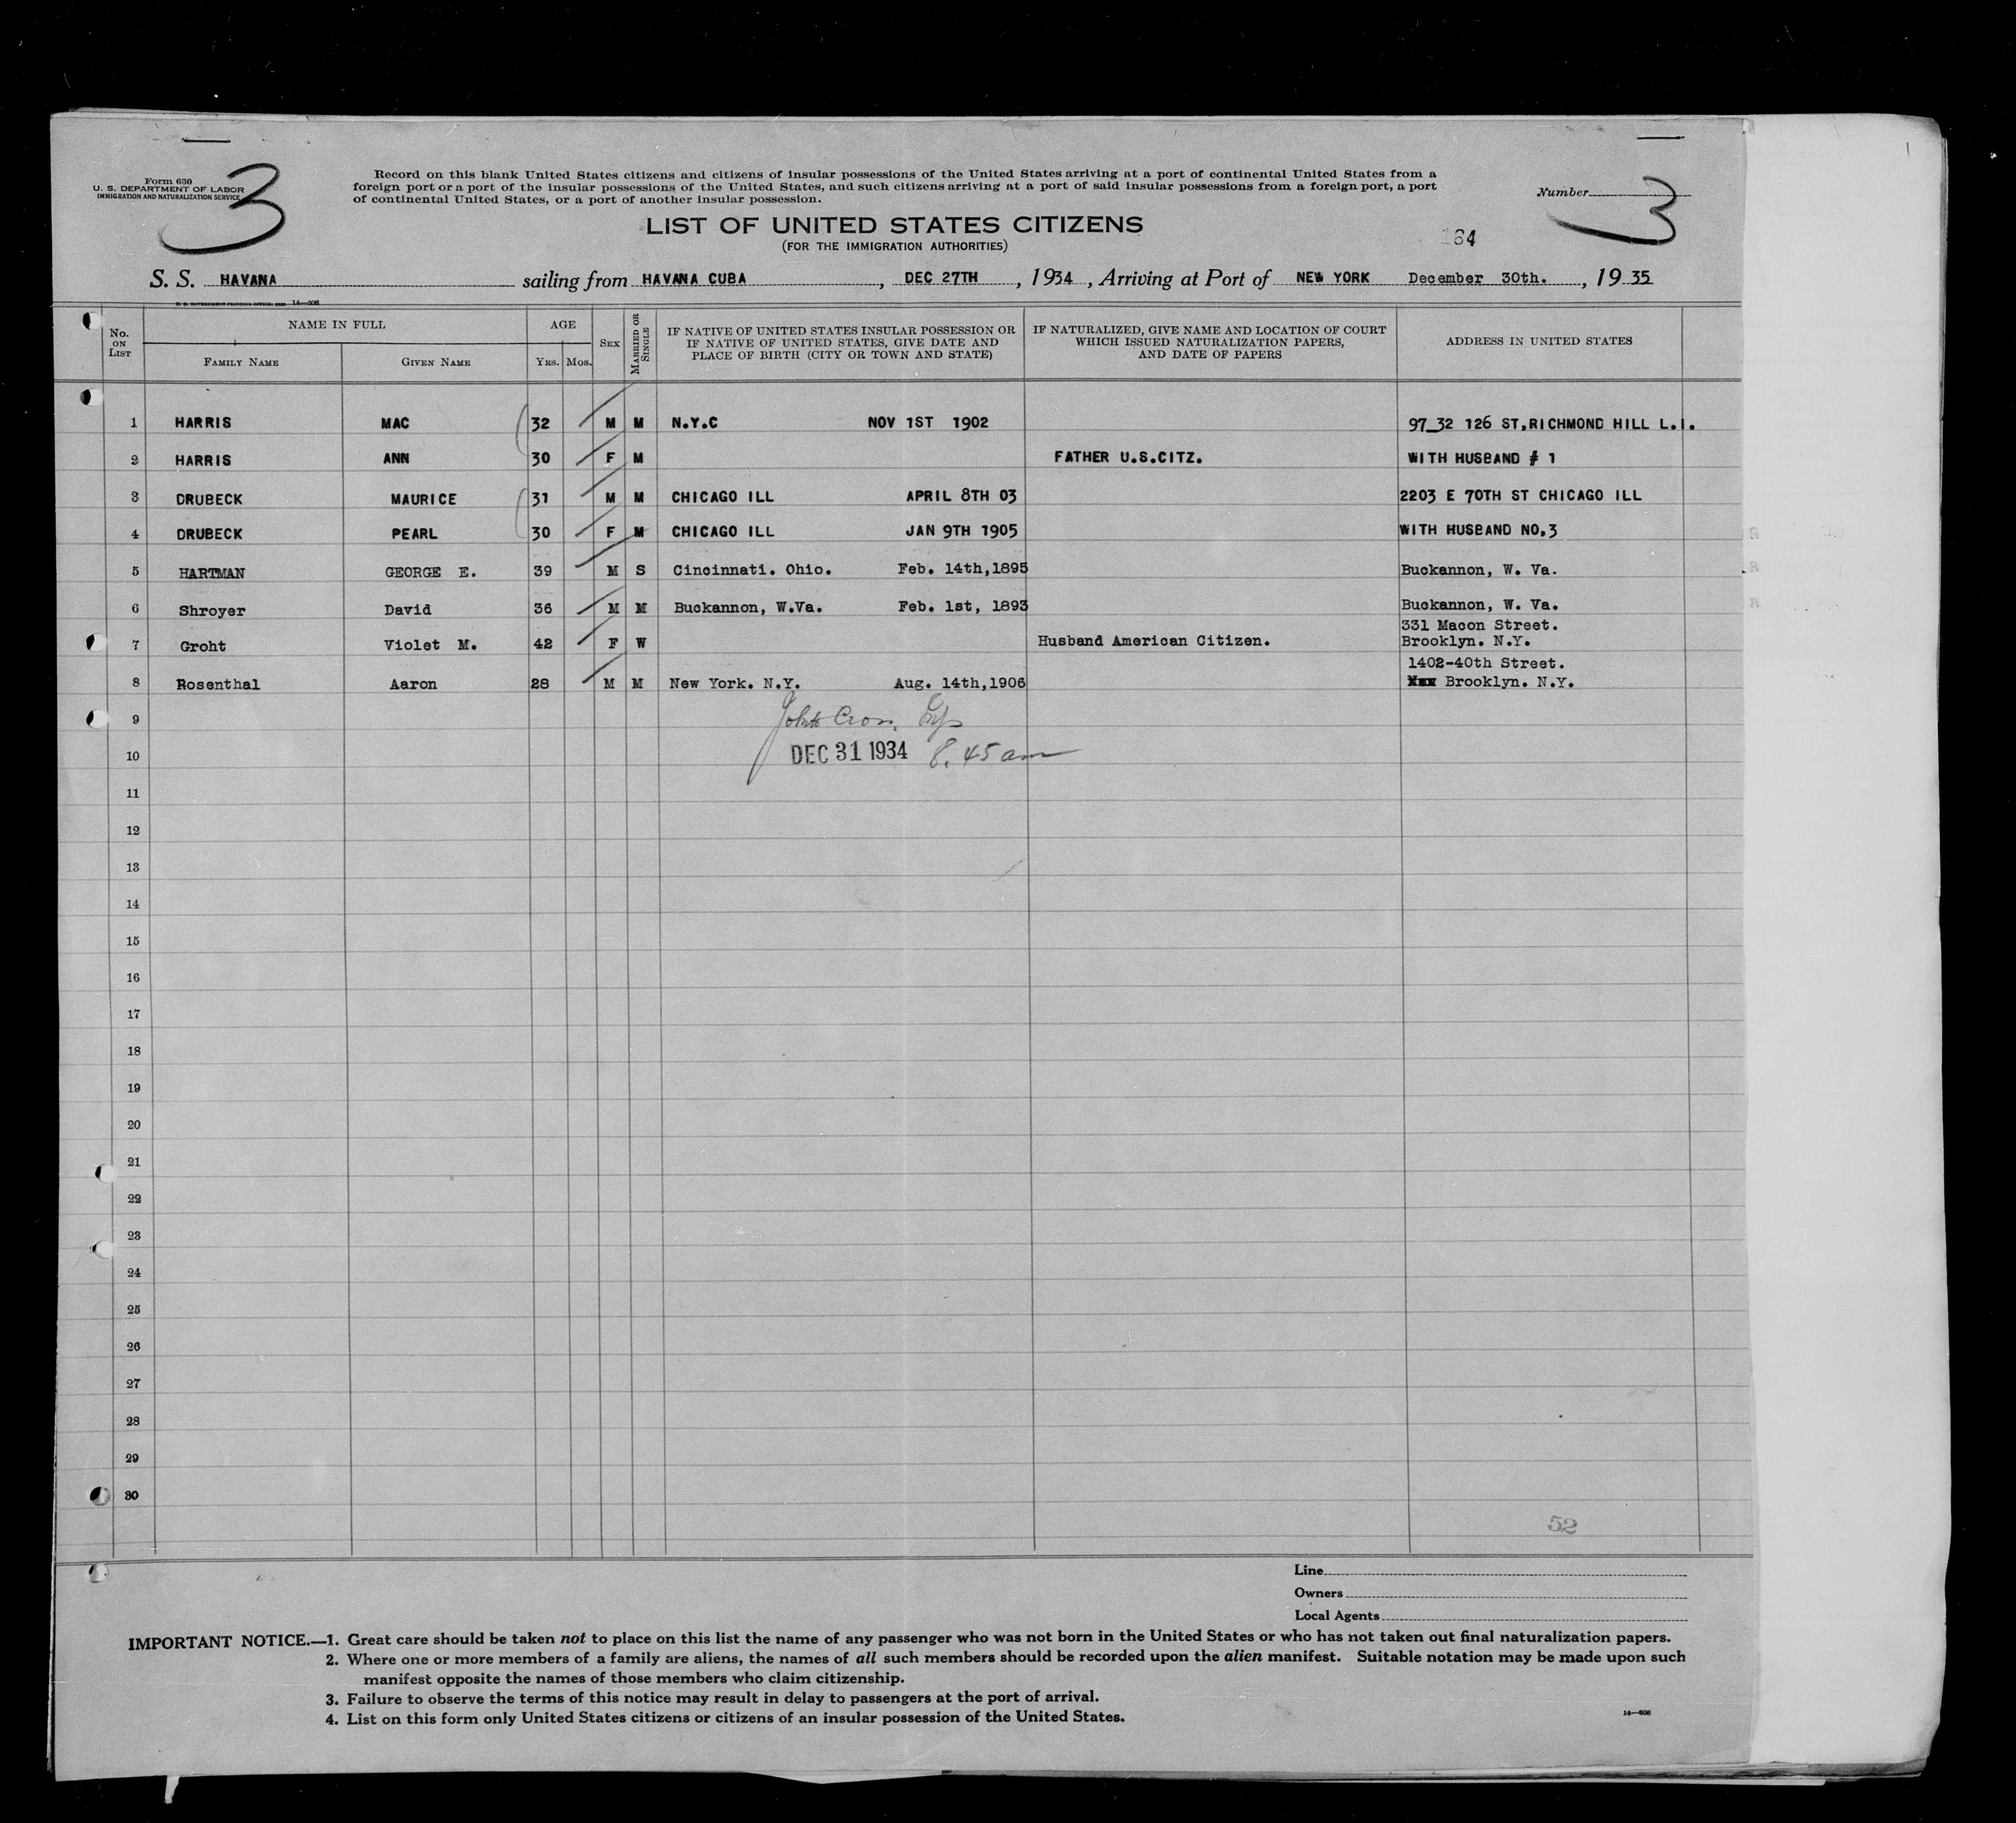 Form 630
U. S. DEPARTMENT OF LABOR
IMMIGRATION AND NATURALIZATION SERVICE
3
Record on this blank United States citizens and citizens of insular possessions of the United States arriving at a port of continental United States from a
foreign port or a port of the insular possessions of the United States, and such citizens arriving at a port of said insular possessions from a foreign port, a port
of continental United States, or a port of another insular possession.
Number 3
LIST OF UNITED STATES CITIZENS
(FOR THE IMMIGRATION AUTHORITIES)
164
S. S. HAVANA sailing from HAVANA CUBA, DEC 27TH, 1934, Arriving at Port of NEW YORK December 30th., 19 35
14—608
No. ON LIST NAME IN FULL FAMILY NAME GIVEN NAME AGE YRS. MOS. SEX MARRIED OR SINGLE IF NATIVE OF UNITED STATES INSULAR POSSESSION OR IF NATIVE OF UNITED STATES, GIVE DATE AND PLACE OF BIRTH (CITY OR TOWN AND STATE) IF NATURALIZED, GIVE NAME AND LOCATION OF COURT WHICH ISSUED NATURALIZATION PAPERS, AND DATE OF PAPERS ADDRESS IN UNITED STATES
1 HARRIS MAC 32 M M N.Y.C NOV 1ST 1902 97_32 126 ST,RICHMOND HILL L.I.
2 HARRIS ANN 30 F M FATHER U.S.CITZ. WITH HUSBAND # 1
3 DRUBECK MAURICE 31 M M CHICAGO ILL APRIL 8TH 03 2203 E 70TH ST CHICAGO ILL
4 DRUBECK PEARL 30 F M CHICAGO ILL JAN 9TH 1905 WITH HUSBAND NO,3
5 HARTMAN GEORGE E. 39 M S Cincinnati. Ohio. Feb. 14th,1895 Buckannon, W. Va.
6 Shroyer David 36 M M Buckannon, W.Va. Feb. 1st, 1893 Buckannon, W. Va.
331 Macon Street.
7 Groht Violet M. 42 F W Husband American Citizen. Brooklyn. N.Y.
1402-40th Street.
8 Rosenthal Aaron 28 M M New York. N.Y. Aug. 14th,1906 Brooklyn. N.Y.
9
10 DEC 31 1934 8.45 am
11
12
13
14
15
16
17
18
19
20
21
22
23
24
25
26
27
28
29
30
52
Line
Owners
Local Agents
IMPORTANT NOTICE.—1. Great care should be taken not to place on this list the name of any passenger who was not born in the United States or who has not taken out final naturalization papers.
2. Where one or more members of a family are aliens, the names of all such members should be recorded upon the alien manifest. Suitable notation may be made upon such
manifest opposite the names of those members who claim citizenship.
3. Failure to observe the terms of this notice may result in delay to passengers at the port of arrival.
4. List on this form only United States citizens or citizens of an insular possession of the United States.
14—608